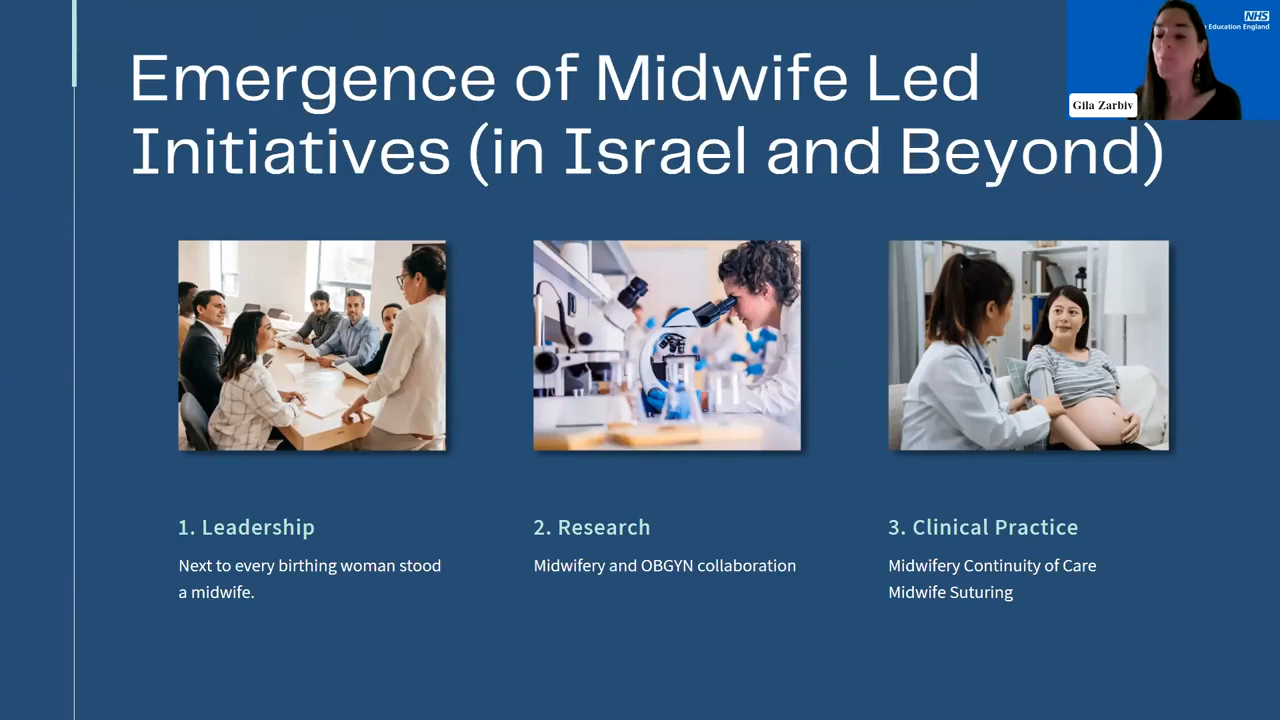 Emergence of Midwife Led
Initiatives (in Israel and Beyond)
NHS
Education England
Gila Zarbiv
1. Leadership
Next to every birthing woman stood
a midwife.
2. Research
Midwifery and OBGYN collaboration
3. Clinical Practice
Midwifery Continuity of Care
Midwife Suturing